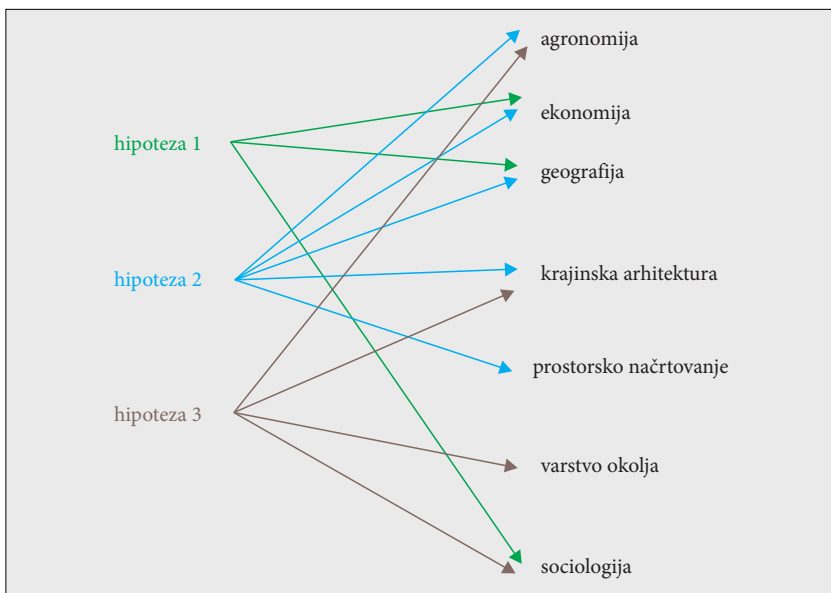 agronomija
ekonomija
hipoteza 1
geografija
hipoteza 2
krajinska arhitektura
prostorsko načrtovanje
hipoteza 3
varstvo okolja
sociologija